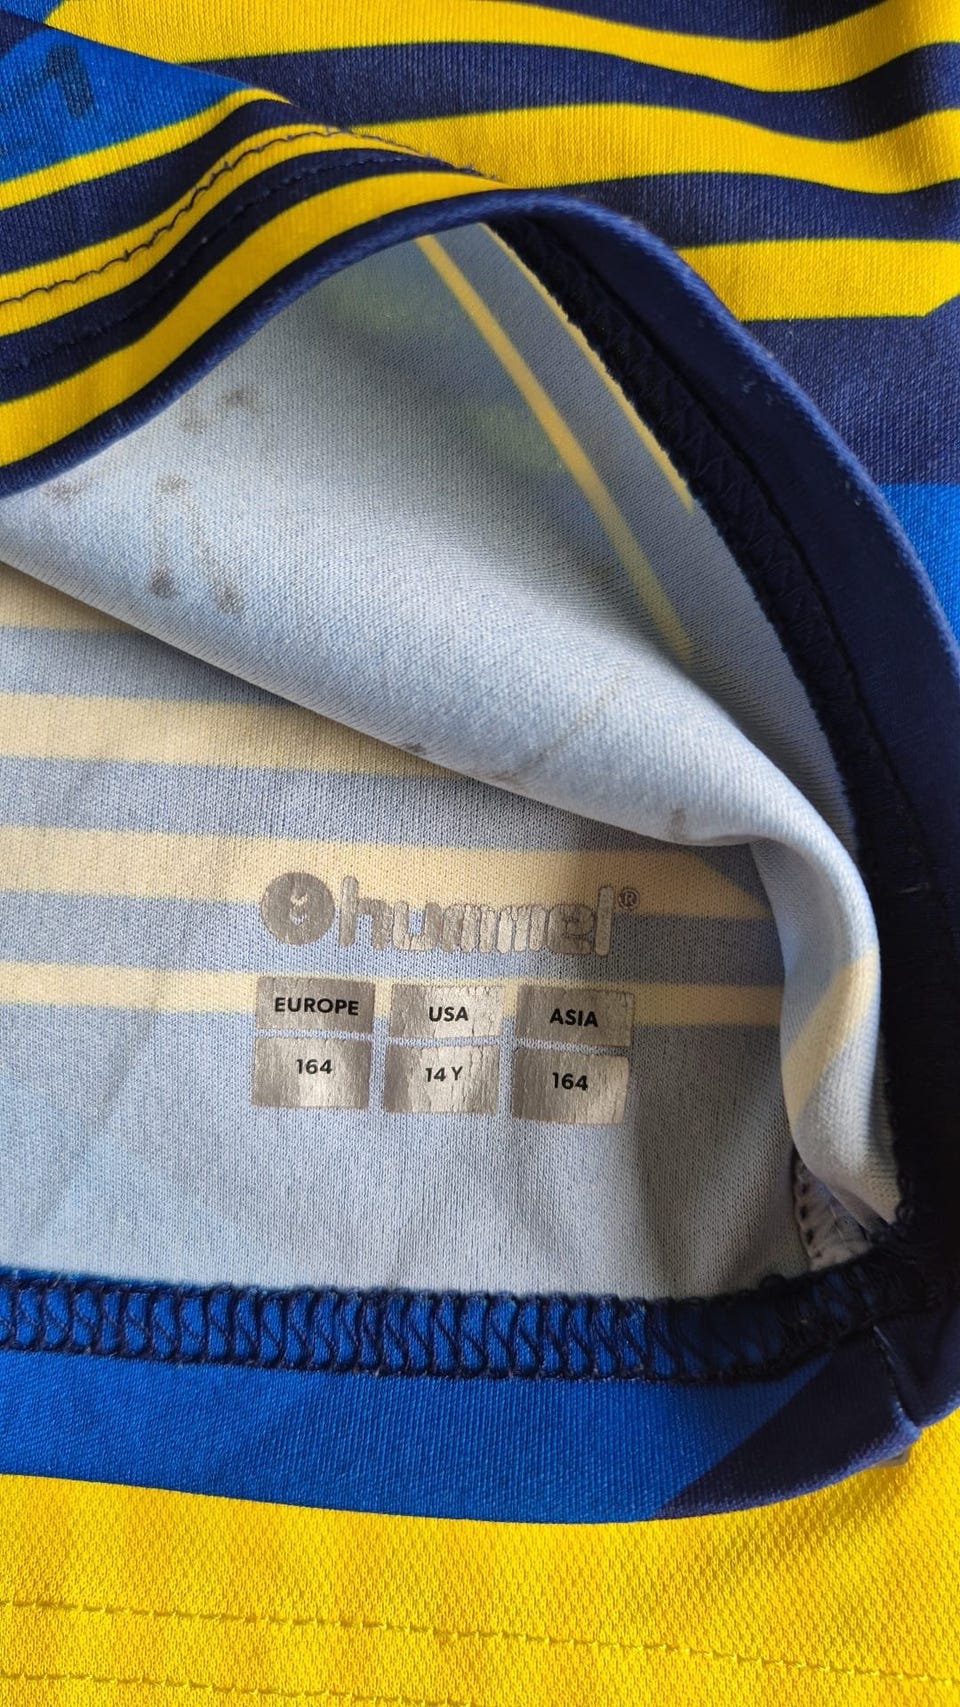 hummel®
EUROPE USA ASIA
164 14 Y 164